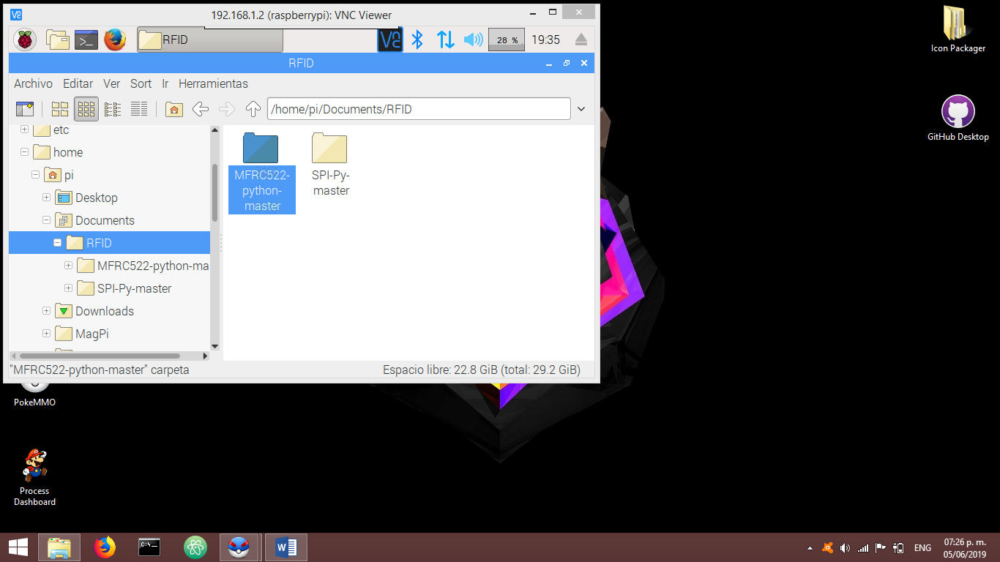 192.168.1.2 (raspberrypi): VNC Viewer
RFID
28 %
19:35
RFID
Archivo Editar Ver Sort Ir Herramientas
/home/pi/Documents/RFID
etc
home
pi
Desktop
Documents
RFID
MFRC522-python-ma
SPI-Py-master
Downloads
MagPi
MFRC522-
python-
master
SPI-Py-
master
"MFRC522-python-master" carpeta
Espacio libre: 22.8 GiB (total: 29.2 GiB)
Icon Packager
GitHub Desktop
PokeMMO
Process
Dashboard
ENG
07:26 p. m.
05/06/2019